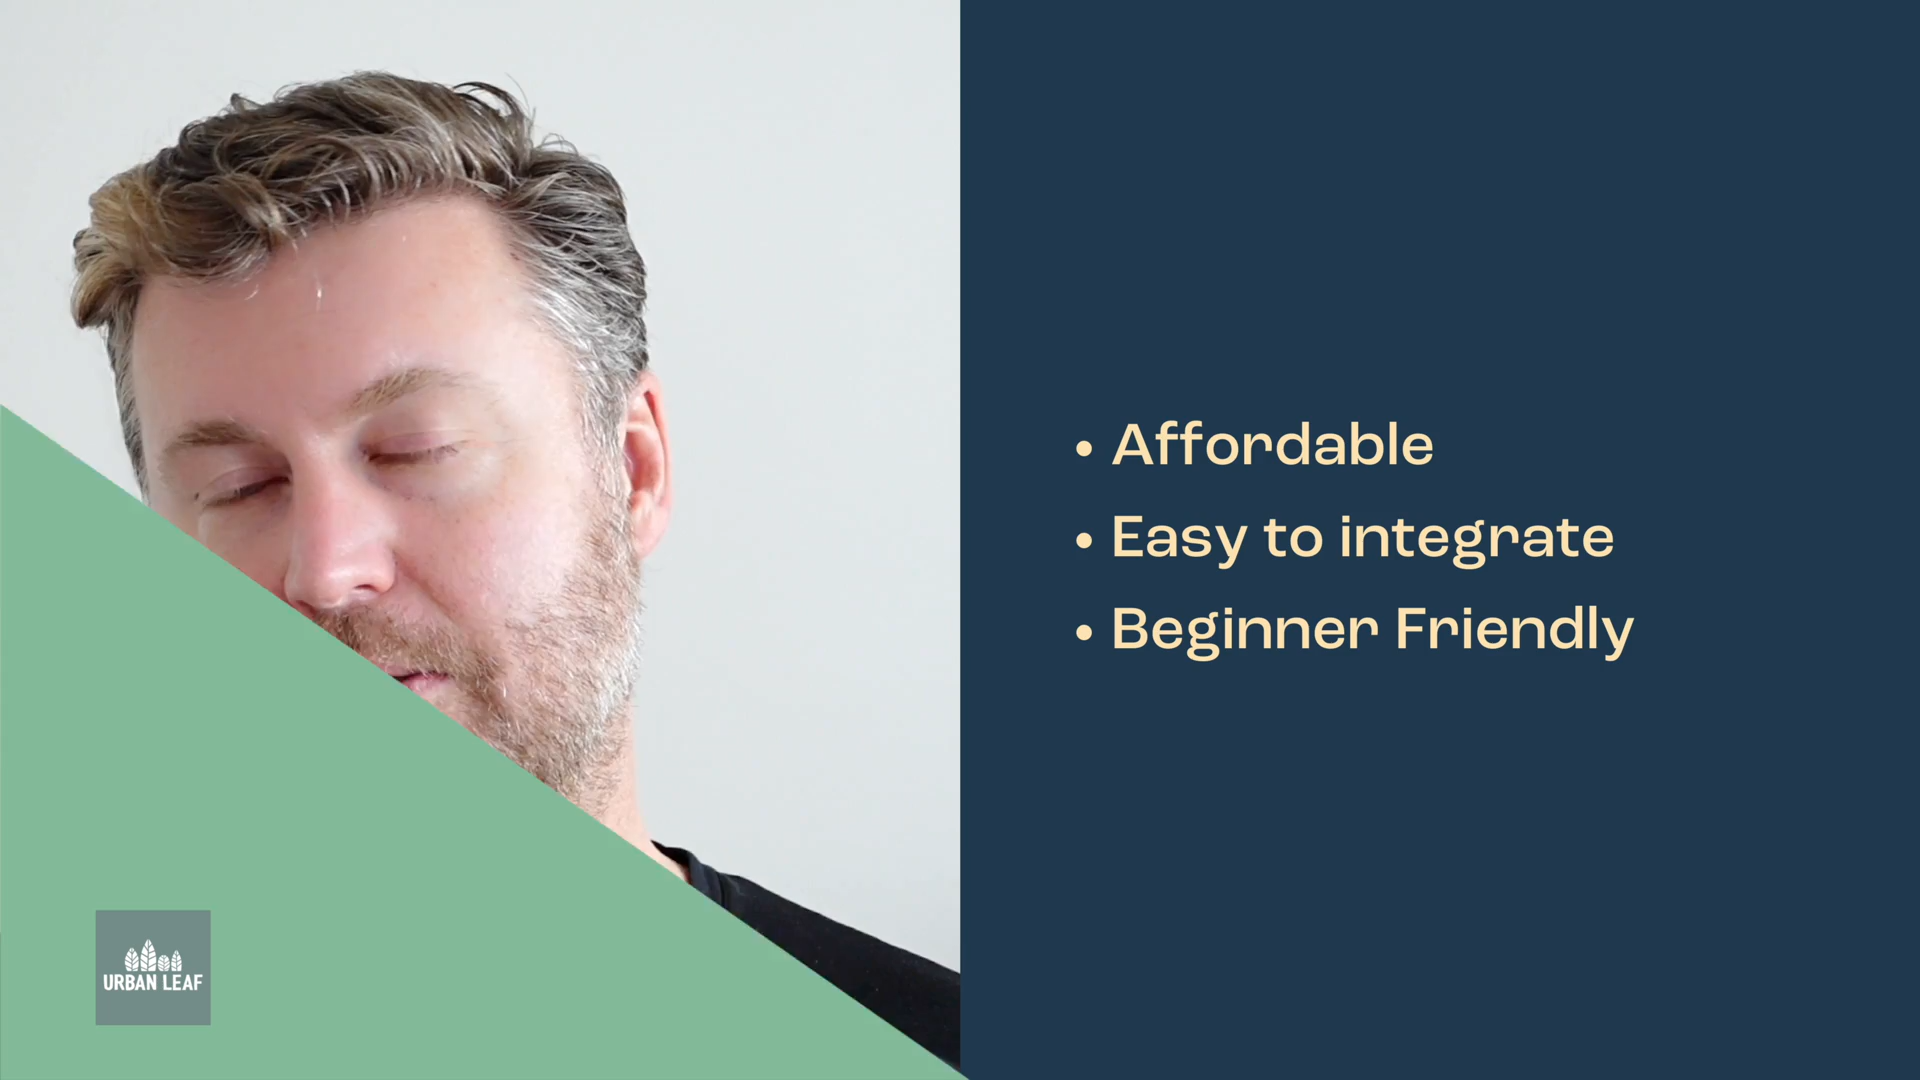 • Affordable
• Easy to integrate
• Beginner Friendly
URBAN LEAF